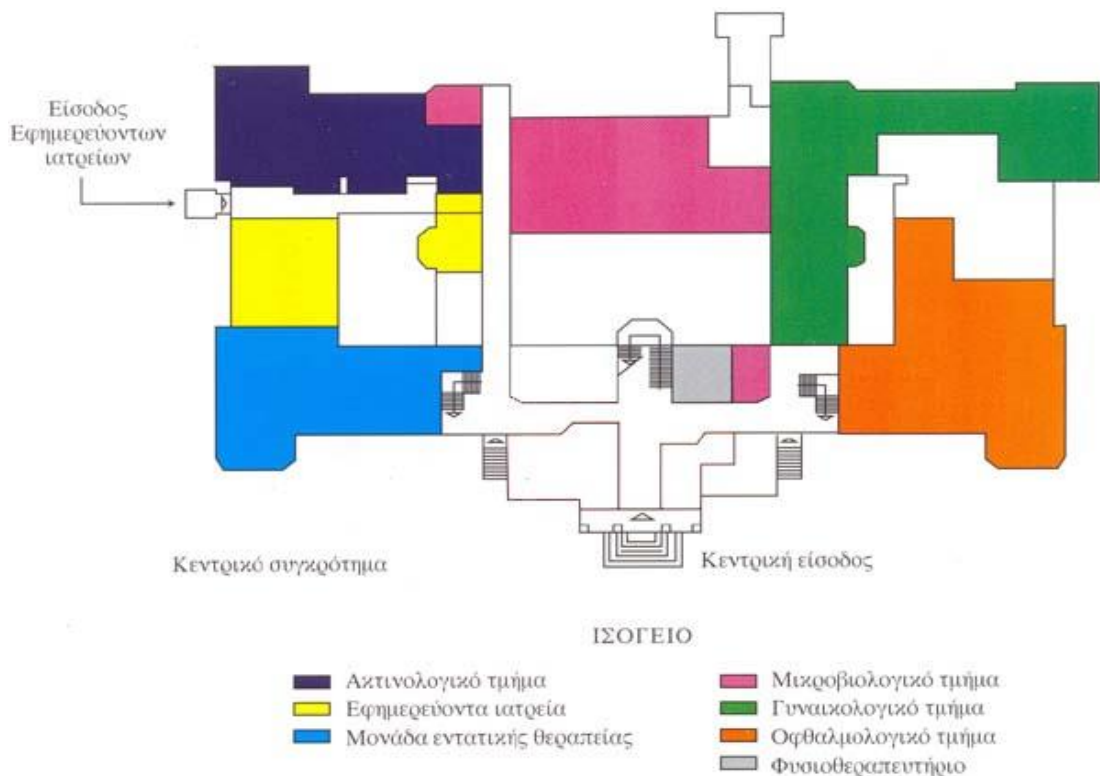 Είσοδος
Εφημερευόντων
ιατρείων
Κεντρικό συγκρότημα
Κεντρική είσοδος
ΙΣΟΓΕΙΟ
Ακτινολογικό τμήμα
Εφημερεύοντα ιατρεία
Μονάδα εντατικής θεραπείας
Μικροβιολογικό τμήμα
Γυναικολογικό τμήμα
Οφθαλμολογικό τμήμα
Φυσιοθεραπευτήριο